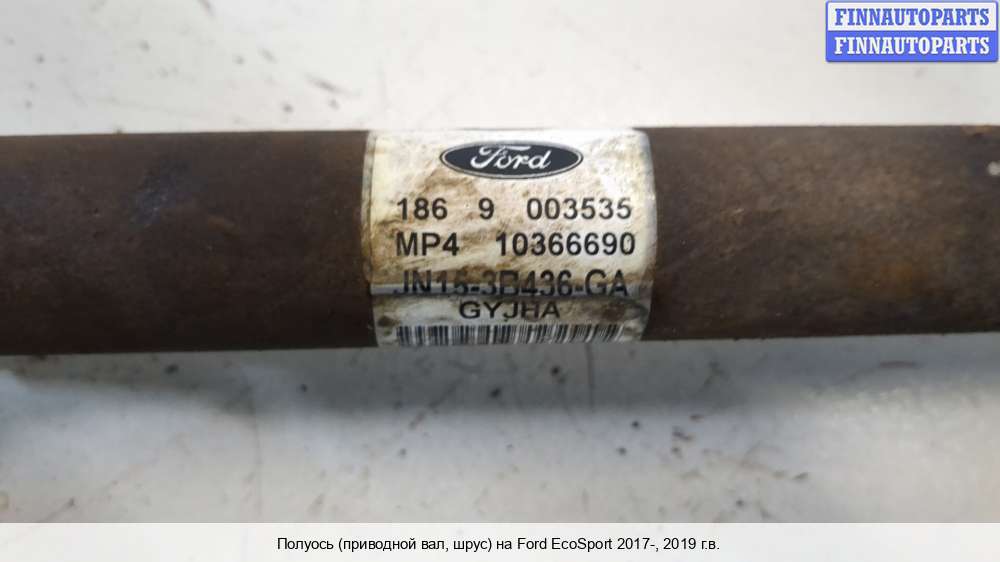 FINNAUTOPARTS
FINNAUTOPARTS
Ford
186 9 003535
MP4 10366690
JN15-3B436-GA
GYJHA
Полуось (приводной вал, шрус) на Ford EcoSport 2017-, 2019 г.в.